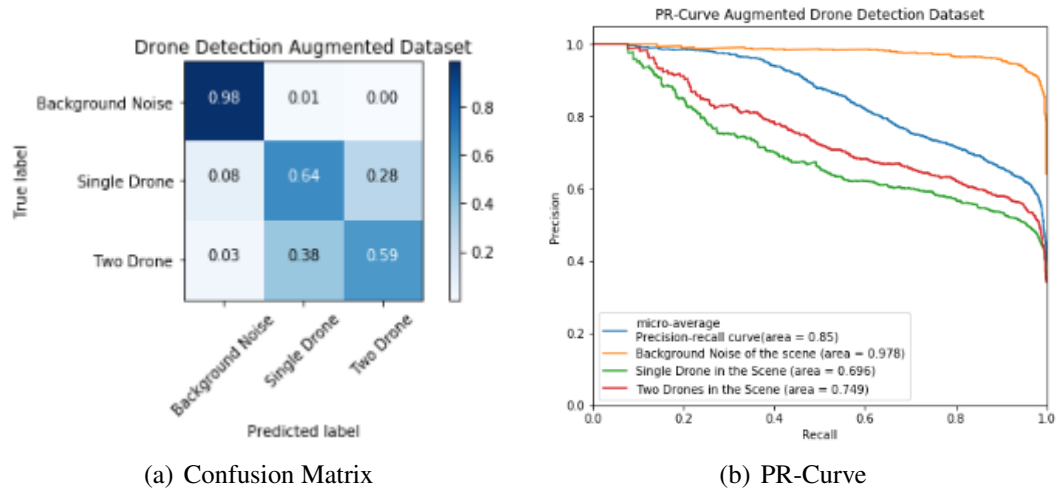 Drone Detection Augmented Dataset
True label
Background Noise
0.98 0.01 0.00
Single Drone
0.08 0.64 0.28
Two Drone
0.03 0.38 0.59
0.8
0.6
0.4
0.2
Background Noise
Single Drone
Two Drone
Predicted label
(a) Confusion Matrix
PR-Curve Augmented Drone Detection Dataset
Precision
1.0
0.8
0.6
0.4
0.2
0.0
micro-average
Precision-recall curve(area = 0.85)
Background Noise of the scene (area = 0.978)
Single Drone in the Scene (area = 0.696)
Two Drones in the Scene (area = 0.749)
0.0 0.2 0.4 0.6 0.8 1.0
Recall
(b) PR-Curve